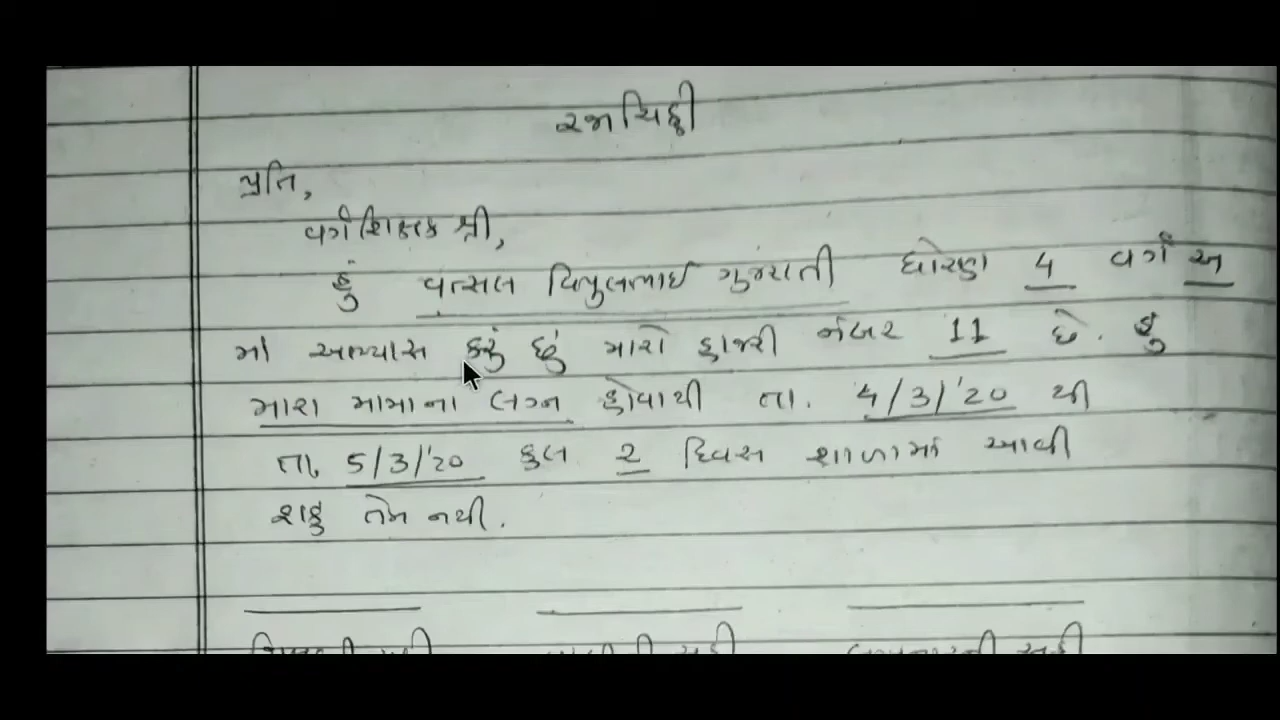 રજાચિઠ્ઠી
પ્રતિ,
વર્ગશિક્ષક શ્રી,
હું વત્સલ વિપુલભાઈ ગુજરાતી ધોરણ 4 વર્ગ અ
માં અભ્યાસ કરું છું મારો હાજરી નંબર 11 છે. હું
મારા મામાના લગ્ન હોવાથી તા. 4/3/'20 થી
તા. 5/3/'20 કુલ ૨ દિવસ શાળામાં આવી
શકું તેમ નથી.